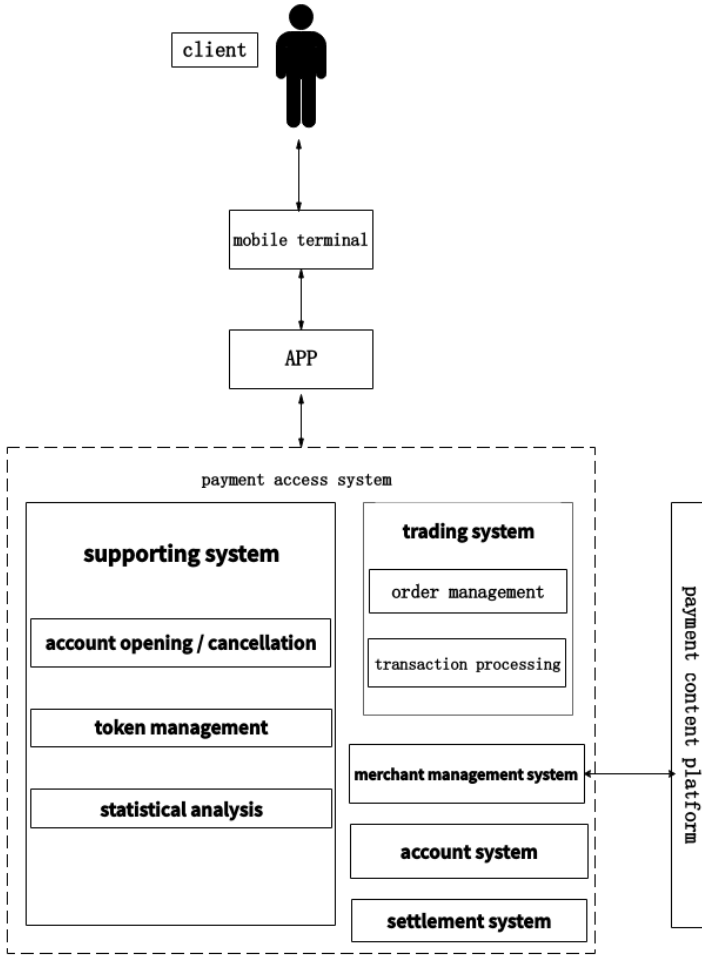 client
mobile terminal
APP
payment access system
supporting system
account opening / cancellation
token management
statistical analysis
trading system
order management
transaction processing
merchant management system
account system
settlement system
payment content platform